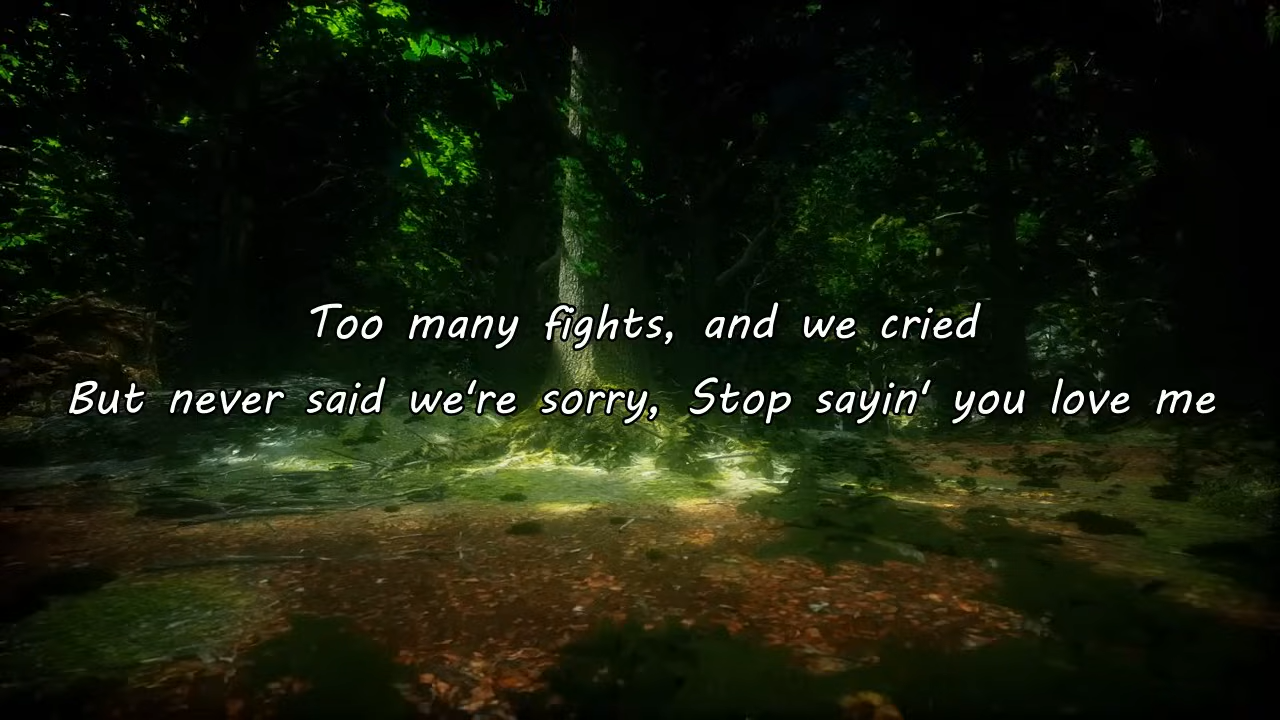 Too many fights, and we cried
But never said we're sorry, Stop sayin' you love me